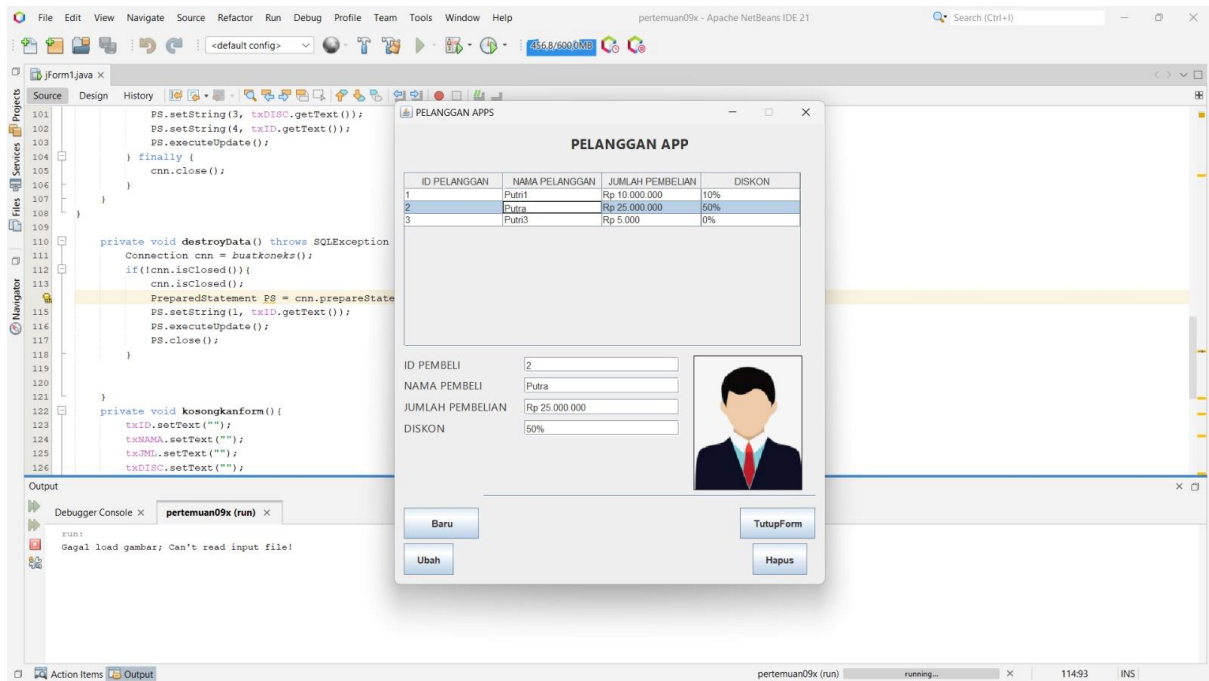 File Edit View Navigate Source Refactor Run Debug Profile Team Tools Window Help
pertemuan09x - Apache NetBeans IDE 21
Search (Ctrl+I)
<default config>
456.8/600.0MB
jForm1.java
Source Design History
Projects
Services
Files
Navigator
101 PS.setString(3, txDISC.getText());
102 PS.setString(4, txID.getText());
103 PS.executeUpdate();
104 } finally {
105 cnn.close();
106 }
107 }
108 }
109
110 private void destroyData() throws SQLException
111 Connection cnn = buatkoneks();
112 if(!cnn.isClosed()){
113 cnn.isClosed();
PreparedStatement PS = cnn.prepareState
115 PS.setString(1, txID.getText());
116 PS.executeUpdate();
117 PS.close();
118 }
119
120
121 }
122 private void kosongkanform(){
123 txID.setText("");
124 txNAMA.setText("");
125 txJML.setText("");
126 txDISC.setText("");
PELANGGAN APPS
PELANGGAN APP
ID PELANGGAN NAMA PELANGGAN JUMLAH PEMBELIAN DISKON
1 Putri1 Rp 10.000.000 10%
2 Putra Rp 25.000.000 50%
3 Putri3 Rp 5.000 0%
ID PEMBELI 2
NAMA PEMBELI Putra
JUMLAH PEMBELIAN Rp 25.000.000
DISKON 50%
Baru
TutupForm
Ubah
Hapus
Output
Debugger Console pertemuan09x (run)
run:
Gagal load gambar; Can't read input file!
Action Items Output
pertemuan09x (run) running... 114:93 INS